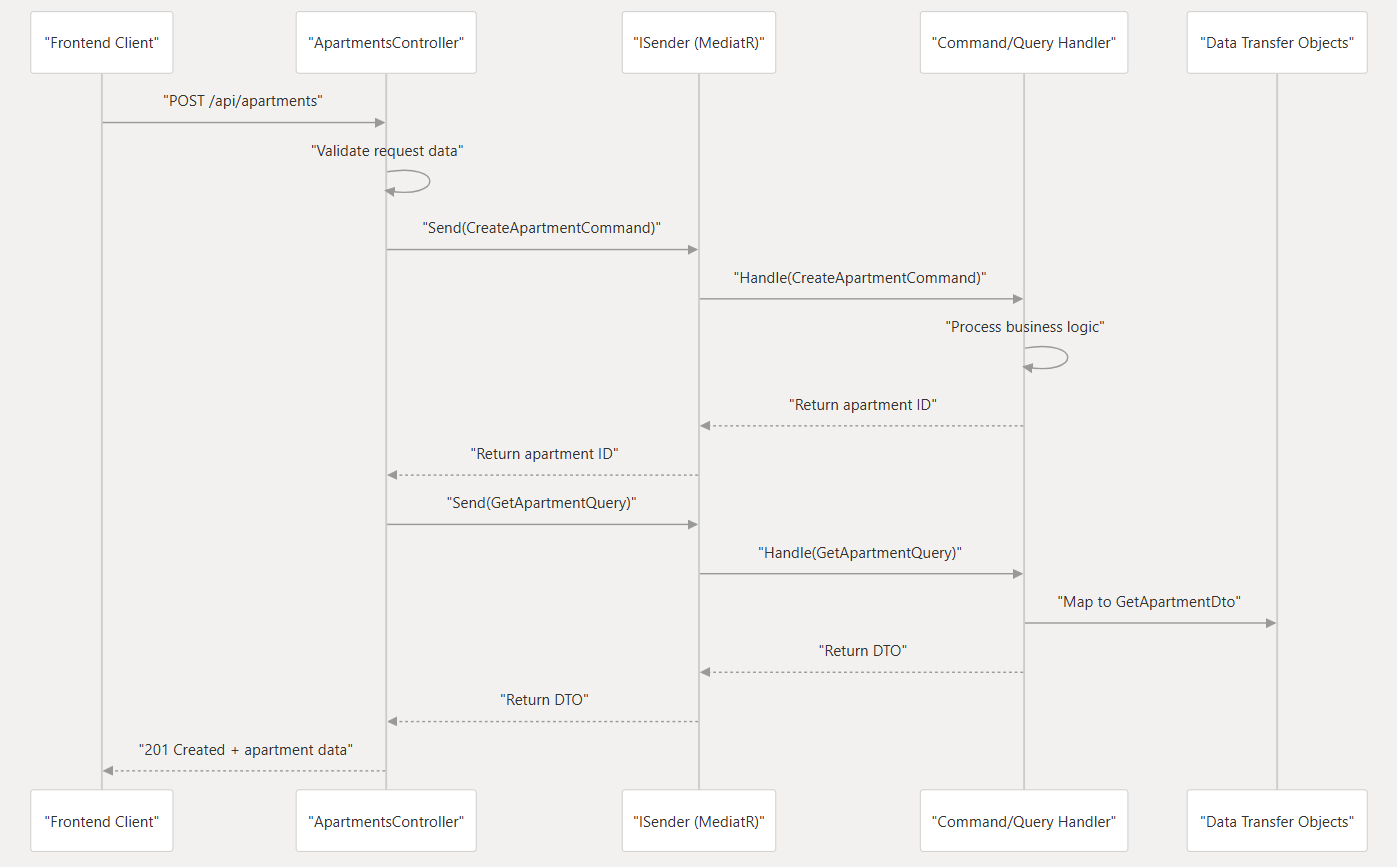 "Frontend Client"
"ApartmentsController"
"ISender (MediatR)"
"Command/Query Handler"
"Data Transfer Objects"
"POST /api/apartments"
"Validate request data"
"Send(CreateApartmentCommand)"
"Handle(CreateApartmentCommand)"
"Process business logic"
"Return apartment ID"
"Return apartment ID"
"Send(GetApartmentQuery)"
"Handle(GetApartmentQuery)"
"Map to GetApartmentDto"
"Return DTO"
"Return DTO"
"201 Created + apartment data"
"Frontend Client"
"ApartmentsController"
"ISender (MediatR)"
"Command/Query Handler"
"Data Transfer Objects"